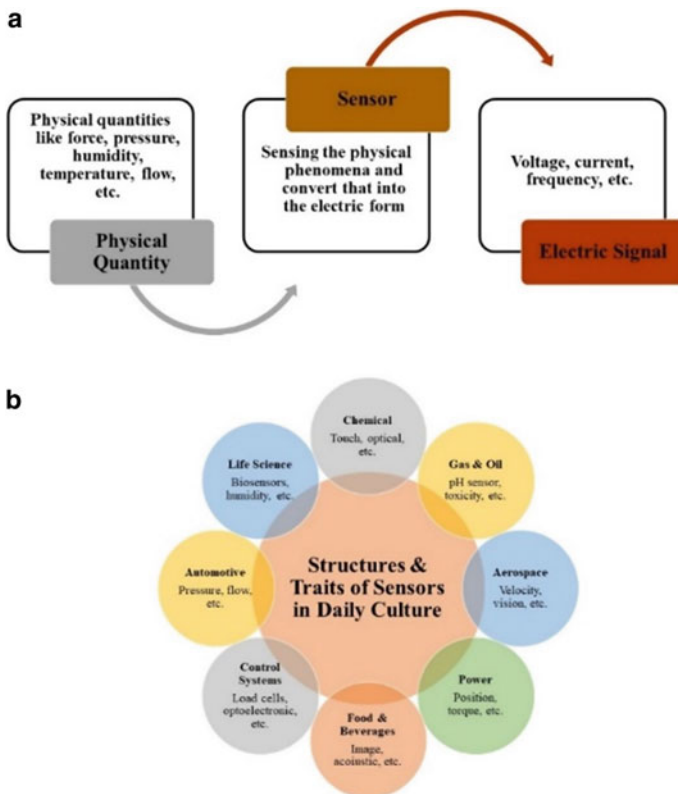 a
Physical quantities
like force, pressure,
humidity,
temperature, flow,
etc.
Physical
Quantity
Sensor
Sensing the physical
phenomena and
convert that into
the electric form
Voltage, current,
frequency, etc.
Electric Signal
b
Chemical
Touch, optical,
etc.
Gas & Oil
pH sensor,
toxicity, etc.
Aerospace
Velocity,
vision, etc.
Power
Position,
torque, etc.
Food &
Beverages
Image,
acoinstic, etc.
Control
Systems
Load cells,
optoelectronic,
etc.
Automotive
Pressure, flow,
etc.
Life Science
Biosensors,
humidity, etc.
Structures &
Traits of Sensors
in Daily Culture